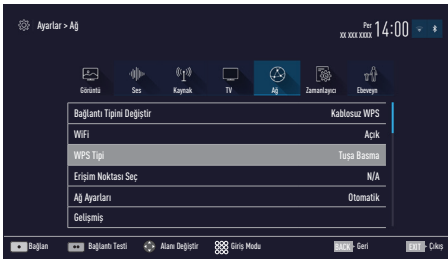 Ayarlar > Ağ
Per
xx xxx xxxx 14:00
Görüntü Ses Kaynak TV Ağ Zamanlayıcı Ebeveyn
Bağlantı Tipini Değiştir Kablosuz WPS
WiFi Açık
WPS Tipi Tuşa Basma
Erişim Noktası Seç N/A
Ağ Ayarları Otomatik
Gelişmiş
Bağlan Bağlantı Testi Alanı Değiştir Giriş Modu BACK - Geri EXIT - Çıkış